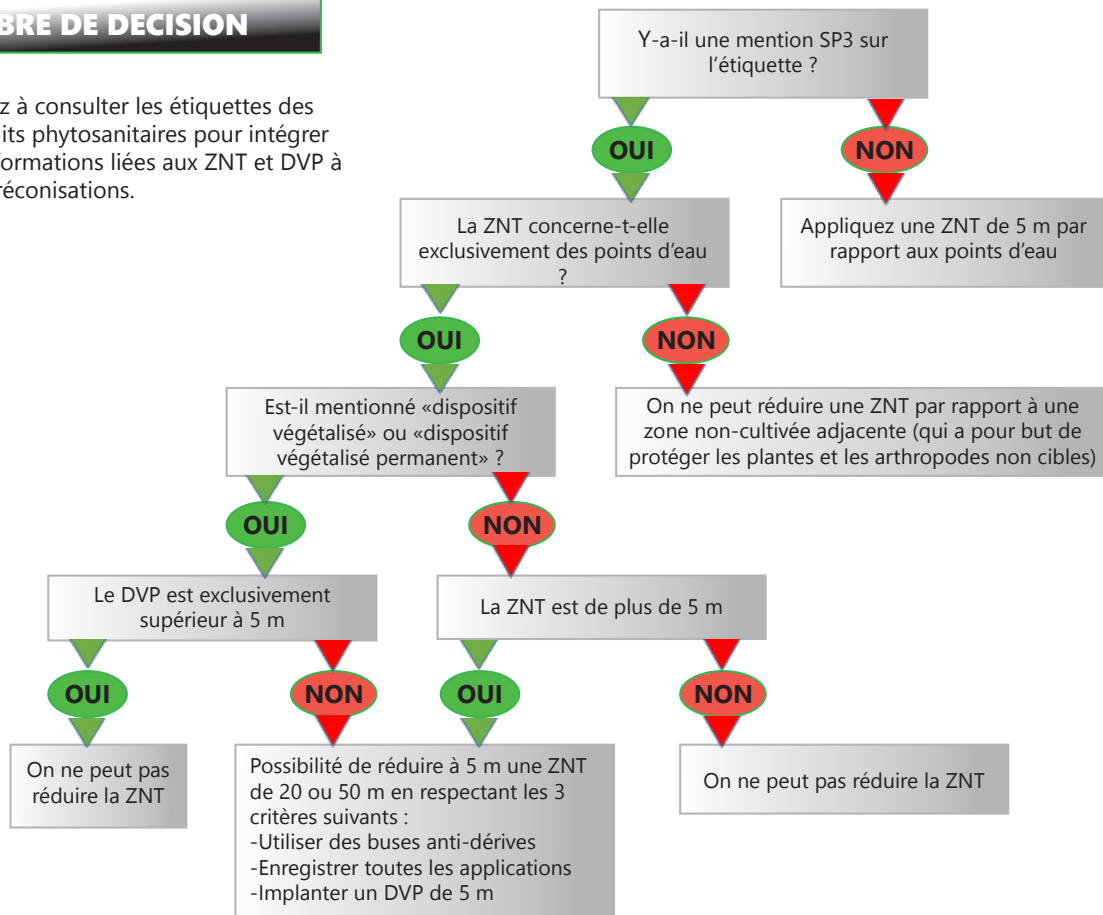 BRE DE DECISION
z à consulter les étiquettes des
its phytosanitaires pour intégrer
formations liées aux ZNT et DVP à
réconisations.
Y-a-il une mention SP3 sur
l'étiquette ?
OUI
NON
La ZNT concerne-t-elle
exclusivement des points d'eau
?
Appliquez une ZNT de 5 m par
rapport aux points d'eau
OUI
NON
Est-il mentionné «dispositif
végétalisé» ou «dispositif
végétalisé permanent» ?
On ne peut réduire une ZNT par rapport à une
zone non-cultivée adjacente (qui a pour but de
protéger les plantes et les arthropodes non cibles)
OUI
NON
Le DVP est exclusivement
supérieur à 5 m
La ZNT est de plus de 5 m
OUI
NON
OUI
NON
On ne peut pas
réduire la ZNT
Possibilité de réduire à 5 m une ZNT
de 20 ou 50 m en respectant les 3
critères suivants :
-Utiliser des buses anti-dérives
-Enregistrer toutes les applications
-Implanter un DVP de 5 m
On ne peut pas réduire la ZNT